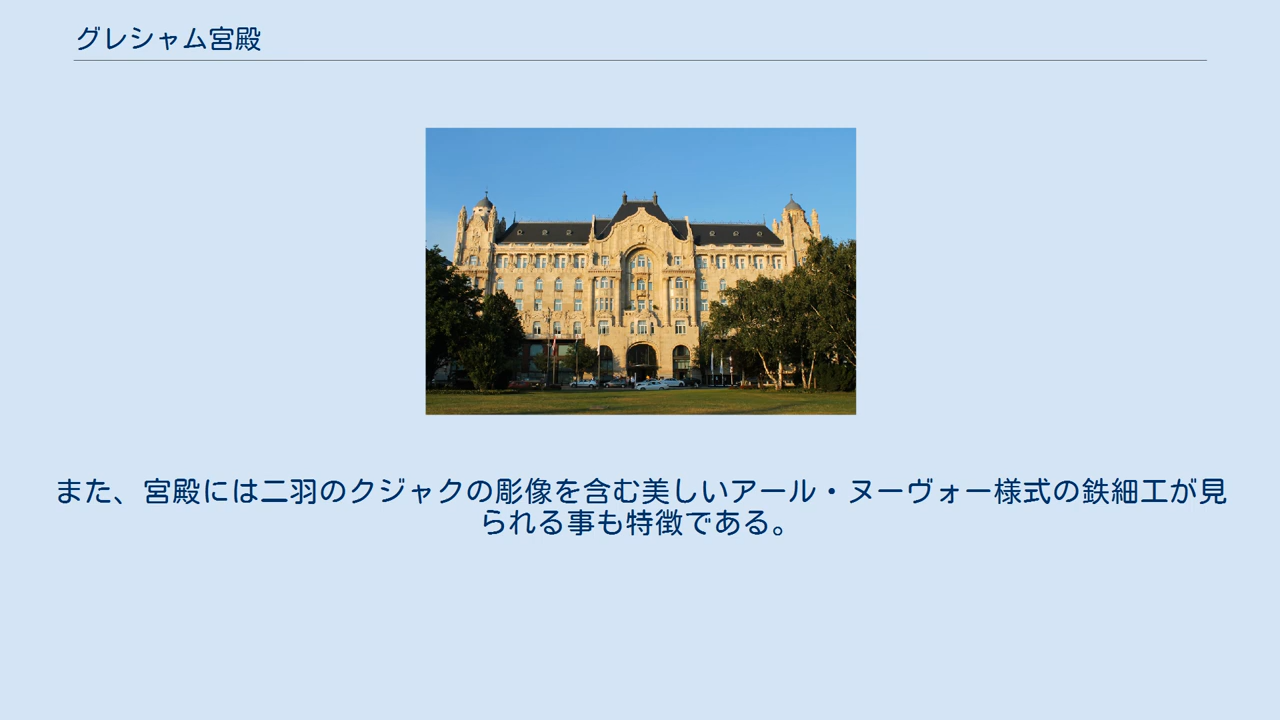 グレシャム宮殿
また、宮殿には二羽のクジャクの彫像を含む美しいアール・ヌーヴォー様式の鉄細工が見
られる事も特徴である。